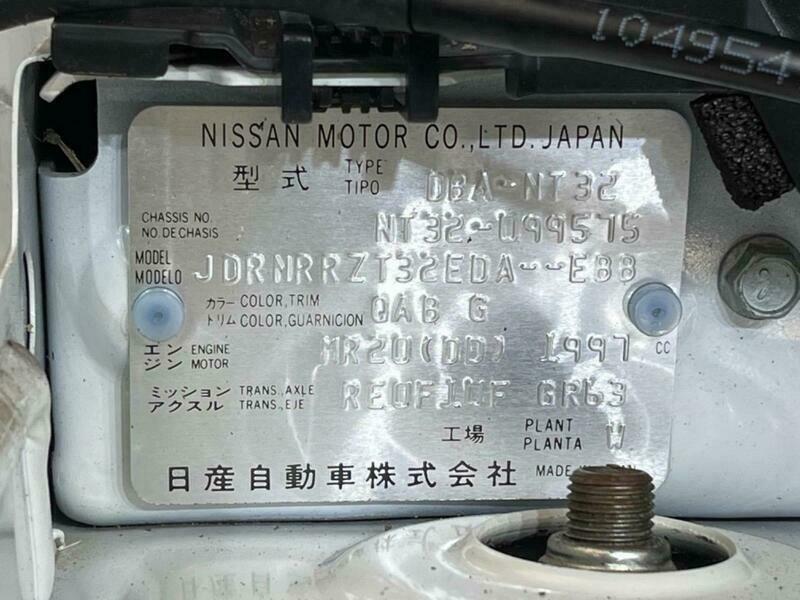 104954
NISSAN MOTOR CO.,LTD. JAPAN
型式 TYPE TIPO DBA-NT32
CHASSIS NO. NO. DE CHASIS NT32-099575
MODEL MODELO JDRNRRZT32EDA--EBB
カラー COLOR, TRIM トリム COLOR, GUARNICION QAB G
エンジン ENGINE MOTOR MR20(DD) 1997 CC
ミッション アクスル TRANS., AXLE TRANS., EJE RE0F10F GR63
工場 PLANT PLANTA W
日産自動車株式会社 MADE